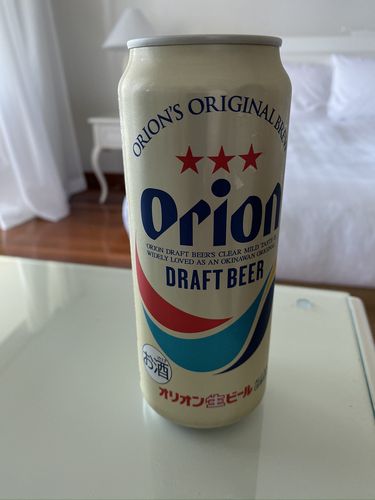 ORION'S ORIGINAL BREW
Orion
ORION DRAFT BEER'S CLEAR, MILD TASTE IS
WIDELY LOVED AS AN OKINAWAN ORIGINAL
DRAFT BEER
お酒
オリオン生ビール